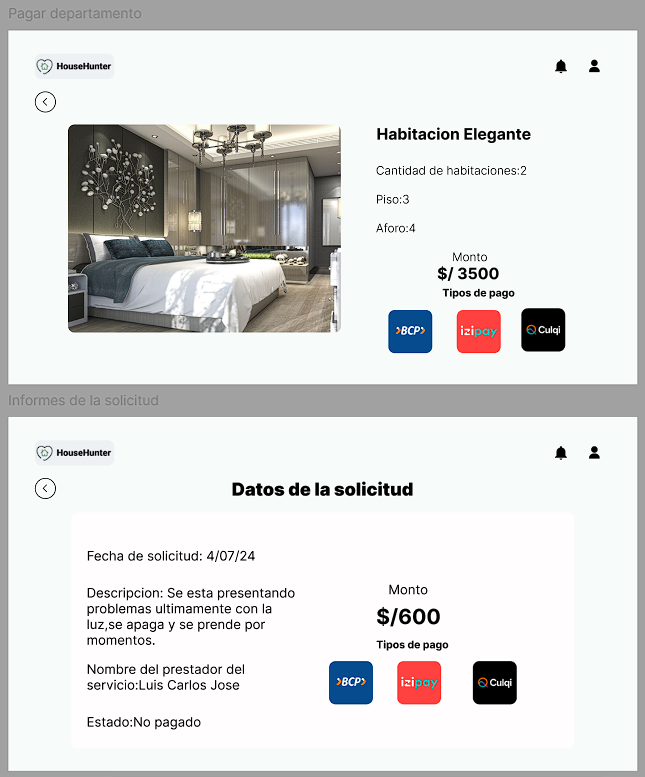 Pagar departamento
HouseHunter
Habitacion Elegante
Cantidad de habitaciones:2
Piso:3
Aforo:4
Monto
$/ 3500
Tipos de pago
BCP
izipay
Culqi
Informes de la solicitud
HouseHunter
Datos de la solicitud
Fecha de solicitud: 4/07/24
Descripcion: Se esta presentando
problemas ultimamente con la
luz,se apaga y se prende por
momentos.
Nombre del prestador del
servicio:Luis Carlos Jose
Estado:No pagado
Monto
$/600
Tipos de pago
BCP
izipay
Culqi